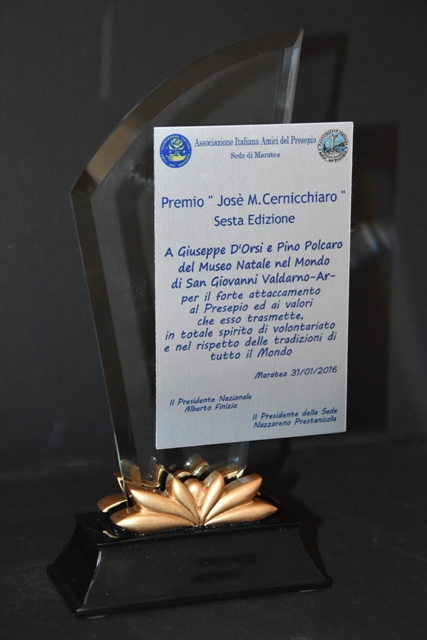 Associazione Italiana Amici del Presepio
Sede di Maratea
Premio " Josè M.Cernicchiaro "
Sesta Edizione
A Giuseppe D'Orsi e Pino Polcaro
del Museo Natale nel Mondo
di San Giovanni Valdarno-Ar-
per il forte attaccamento
al Presepio ed ai valori
che esso trasmette,
in totale spirito di volontariato
e nel rispetto delle tradizioni di
tutto il Mondo
Maratea 31/01/2016
Il Presidente Nazionale
Alberto Finizio
Il Presidente della Sede
Nazzareno Prestanicola